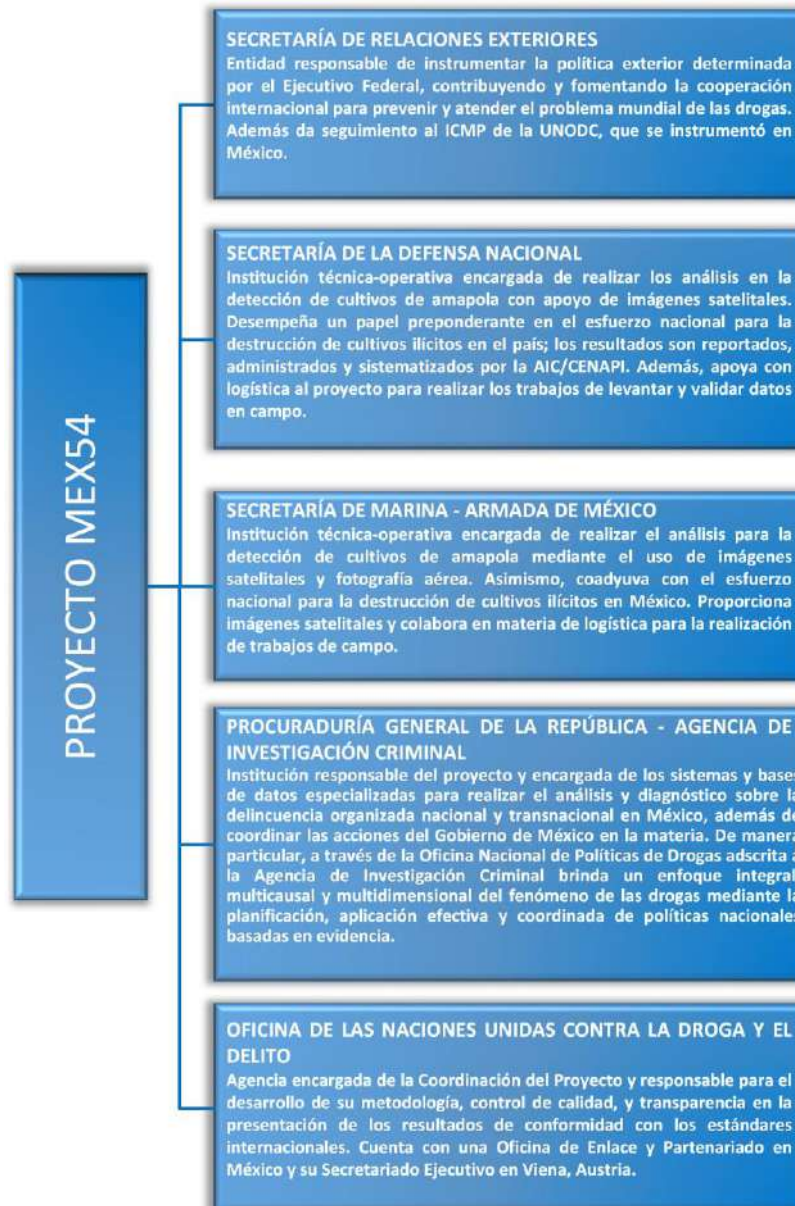 PROYECTO MEX54
SECRETARÍA DE RELACIONES EXTERIORES
Entidad responsable de instrumentar la política exterior determinada
por el Ejecutivo Federal, contribuyendo y fomentando la cooperación
internacional para prevenir y atender el problema mundial de las drogas.
Además da seguimiento al ICMP de la UNODC, que se instrumentó en
México.
SECRETARÍA DE LA DEFENSA NACIONAL
Institución técnica-operativa encargada de realizar los análisis en la
detección de cultivos de amapola con apoyo de imágenes satelitales.
Desempeña un papel preponderante en el esfuerzo nacional para la
destrucción de cultivos ilícitos en el país; los resultados son reportados,
administrados y sistematizados por la AIC/CENAPI. Además, apoya con
logística al proyecto para realizar los trabajos de levantar y validar datos
en campo.
SECRETARÍA DE MARINA - ARMADA DE MÉXICO
Institución técnica-operativa encargada de realizar el análisis para la
detección de cultivos de amapola mediante el uso de imágenes
satelitales y fotografía aérea. Asimismo, coadyuva con el esfuerzo
nacional para la destrucción de cultivos ilícitos en México. Proporciona
imágenes satelitales y colabora en materia de logística para la realización
de trabajos de campo.
PROCURADURÍA GENERAL DE LA REPÚBLICA - AGENCIA DE
INVESTIGACIÓN CRIMINAL
Institución responsable del proyecto y encargada de los sistemas y bases
de datos especializadas para realizar el análisis y diagnóstico sobre la
delincuencia organizada nacional y transnacional en México, además de
coordinar las acciones del Gobierno de México en la materia. De manera
particular, a través de la Oficina Nacional de Políticas de Drogas adscrita a
la Agencia de Investigación Criminal brinda un enfoque integral,
multicausal y multidimensional del fenómeno de las drogas mediante la
planificación, aplicación efectiva y coordinada de políticas nacionales
basadas en evidencia.
OFICINA DE LAS NACIONES UNIDAS CONTRA LA DROGA Y EL
DELITO
Agencia encargada de la Coordinación del Proyecto y responsable para el
desarrollo de su metodología, control de calidad, y transparencia en la
presentación de los resultados de conformidad con los estándares
internacionales. Cuenta con una Oficina de Enlace y Partenariado en
México y su Secretariado Ejecutivo en Viena, Austria.